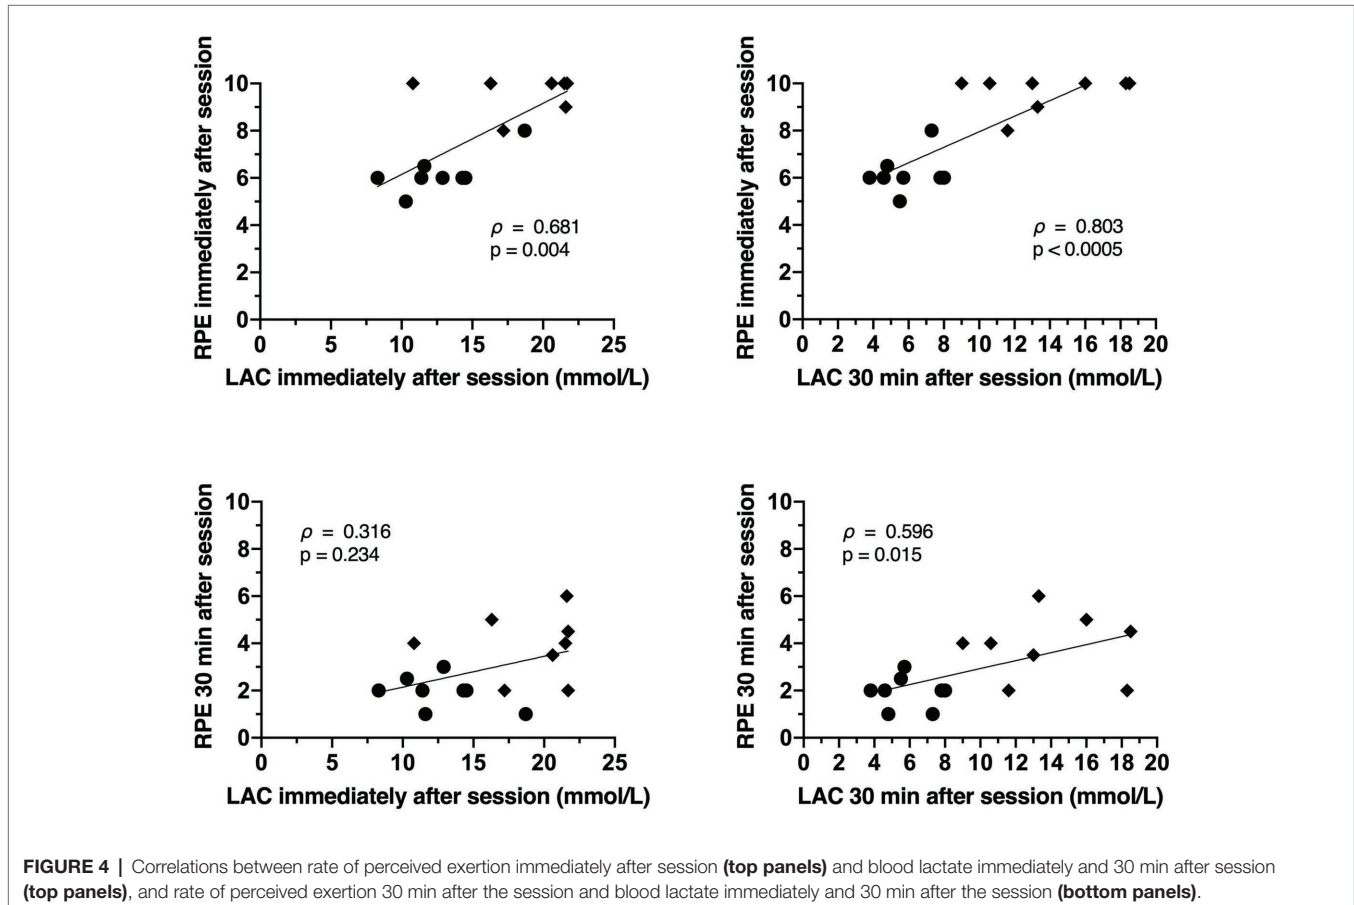 RPE immediately after session
10
8
6
4
2
0
ρ = 0.681
p = 0.004
0 5 10 15 20 25
LAC immediately after session (mmol/L)
RPE immediately after session
10
8
6
4
2
0
ρ = 0.803
p < 0.0005
0 2 4 6 8 10 12 14 16 18 20
LAC 30 min after session (mmol/L)
RPE 30 min after session
10
8
6
4
2
0
ρ = 0.316
p = 0.234
0 5 10 15 20 25
LAC immediately after session (mmol/L)
RPE 30 min after session
10
8
6
4
2
0
ρ = 0.596
p = 0.015
0 2 4 6 8 10 12 14 16 18 20
LAC 30 min after session (mmol/L)
FIGURE 4 | Correlations between rate of perceived exertion immediately after session (top panels) and blood lactate immediately and 30 min after session
(top panels), and rate of perceived exertion 30 min after the session and blood lactate immediately and 30 min after the session (bottom panels).